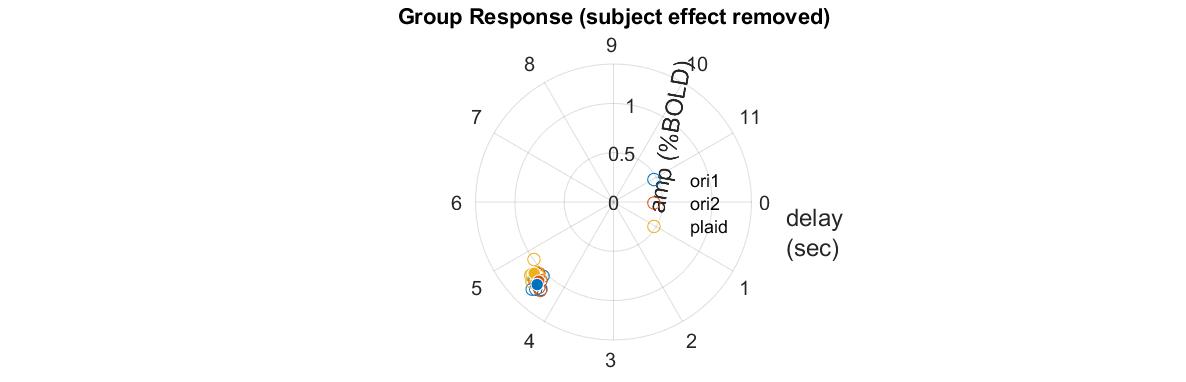 Group Response (subject effect removed)
9
8
10
7
11
6
0
5
1
4
2
3
1
0.5
0
amp (%BOLD)
ori1
ori2
plaid
delay
(sec)